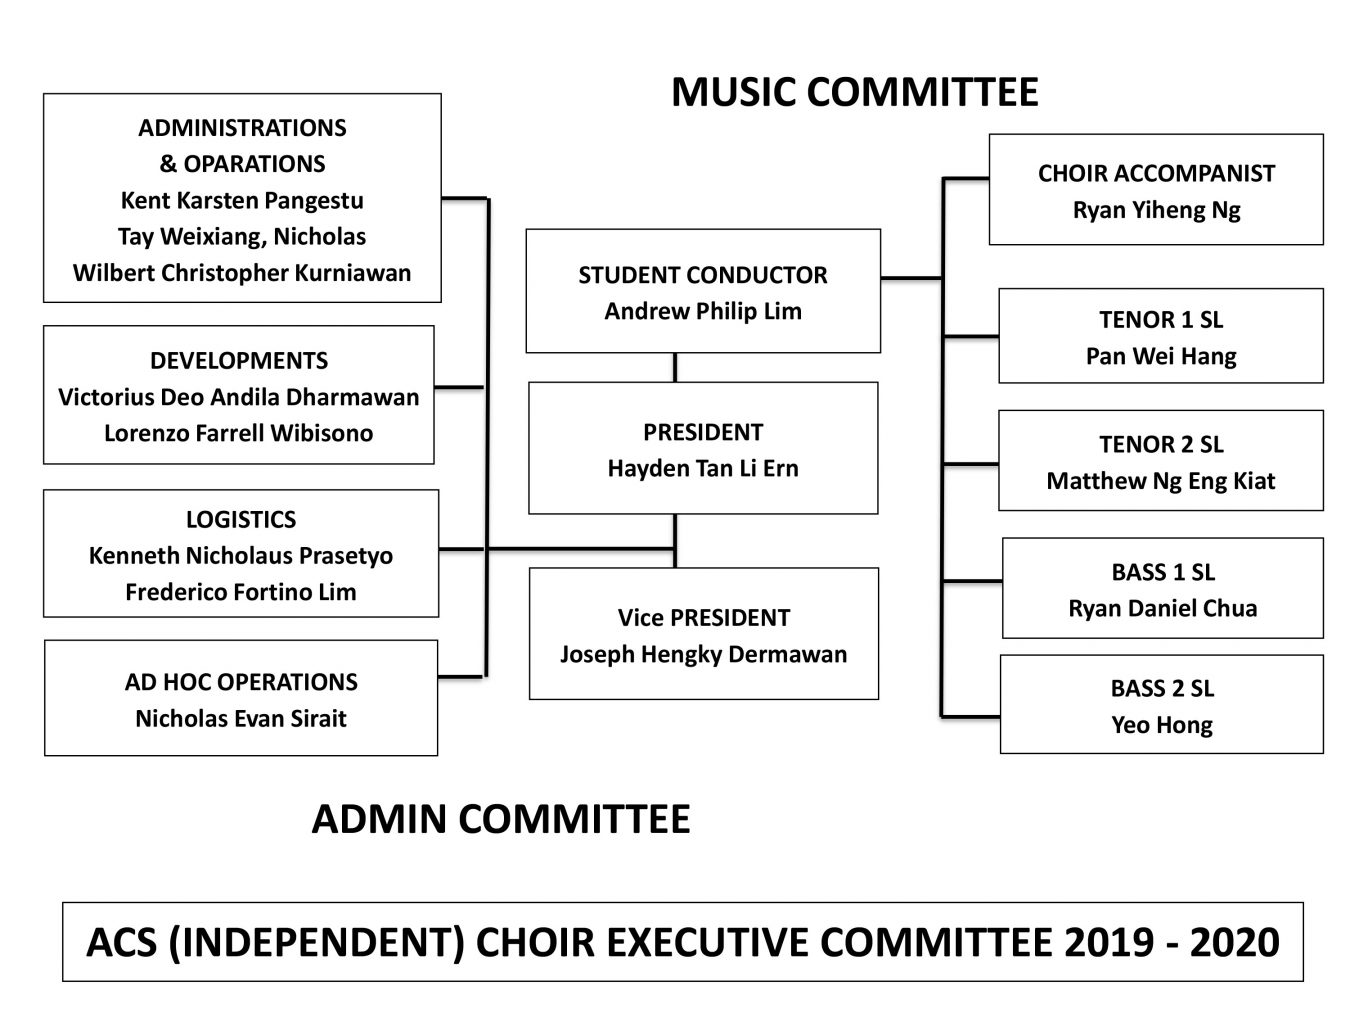 MUSIC COMMITTEE
ADMINISTRATIONS
& OPARATIONS
Kent Karsten Pangestu
Tay Weixiang, Nicholas
Wilbert Christopher Kurniawan
DEVELOPMENTS
Victorius Deo Andila Dharmawan
Lorenzo Farrell Wibisono
LOGISTICS
Kenneth Nicholaus Prasetyo
Frederico Fortino Lim
AD HOC OPERATIONS
Nicholas Evan Sirait
STUDENT CONDUCTOR
Andrew Philip Lim
PRESIDENT
Hayden Tan Li Ern
Vice PRESIDENT
Joseph Hengky Dermawan
CHOIR ACCOMPANIST
Ryan Yiheng Ng
TENOR 1 SL
Pan Wei Hang
TENOR 2 SL
Matthew Ng Eng Kiat
BASS 1 SL
Ryan Daniel Chua
BASS 2 SL
Yeo Hong
ADMIN COMMITTEE
ACS (INDEPENDENT) CHOIR EXECUTIVE COMMITTEE 2019 - 2020